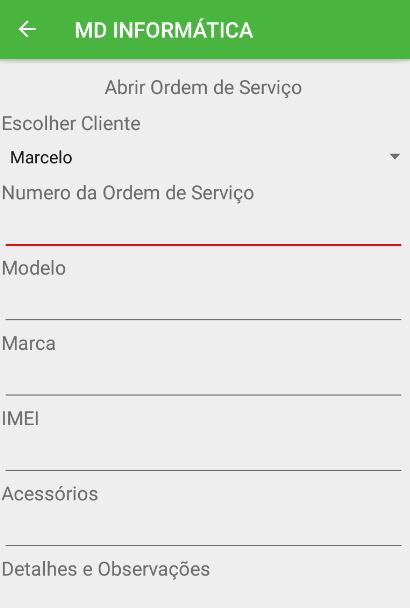 MD INFORMÁTICA
Abrir Ordem de Serviço
Escolher Cliente
Marcelo
Numero da Ordem de Serviço
Modelo
Marca
IMEI
Acessórios
Detalhes e Observações